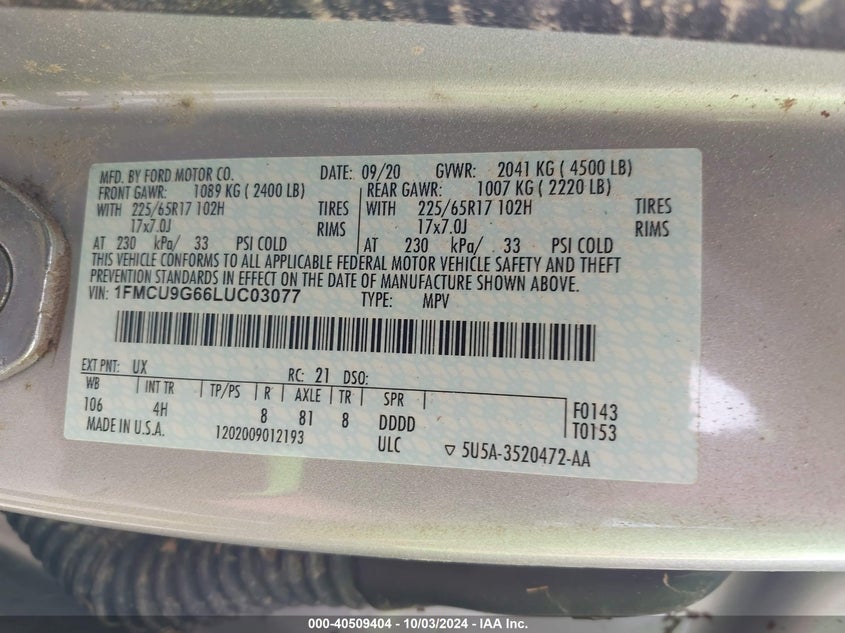 MFD. BY FORD MOTOR CO. DATE: 09/20 GVWR: 2041 KG ( 4500 LB)
FRONT GAWR: 1089 KG ( 2400 LB) REAR GAWR: 1007 KG ( 2220 LB)
WITH 225/65R17 102H TIRES WITH 225/65R17 102H TIRES
17x7.0J RIMS 17x7.0J RIMS
AT 230 kPa/ 33 PSI COLD AT 230 kPa/ 33 PSI COLD
THIS VEHICLE CONFORMS TO ALL APPLICABLE FEDERAL MOTOR VEHICLE SAFETY AND THEFT
PREVENTION STANDARDS IN EFFECT ON THE DATE OF MANUFACTURE SHOWN ABOVE.
VIN: 1FMCU9G66LUC03077 TYPE: MPV
EXT PNT: UX RC: 21 DSO:
WB INT TR TP/PS R AXLE TR SPR
106 4H 8 81 8 DDDD F0143
MADE IN U.S.A. 1202009012193 ULC T0153
▽ 5U5A-3520472-AA
000-40509404 - 10/03/2024 - IAA Inc.